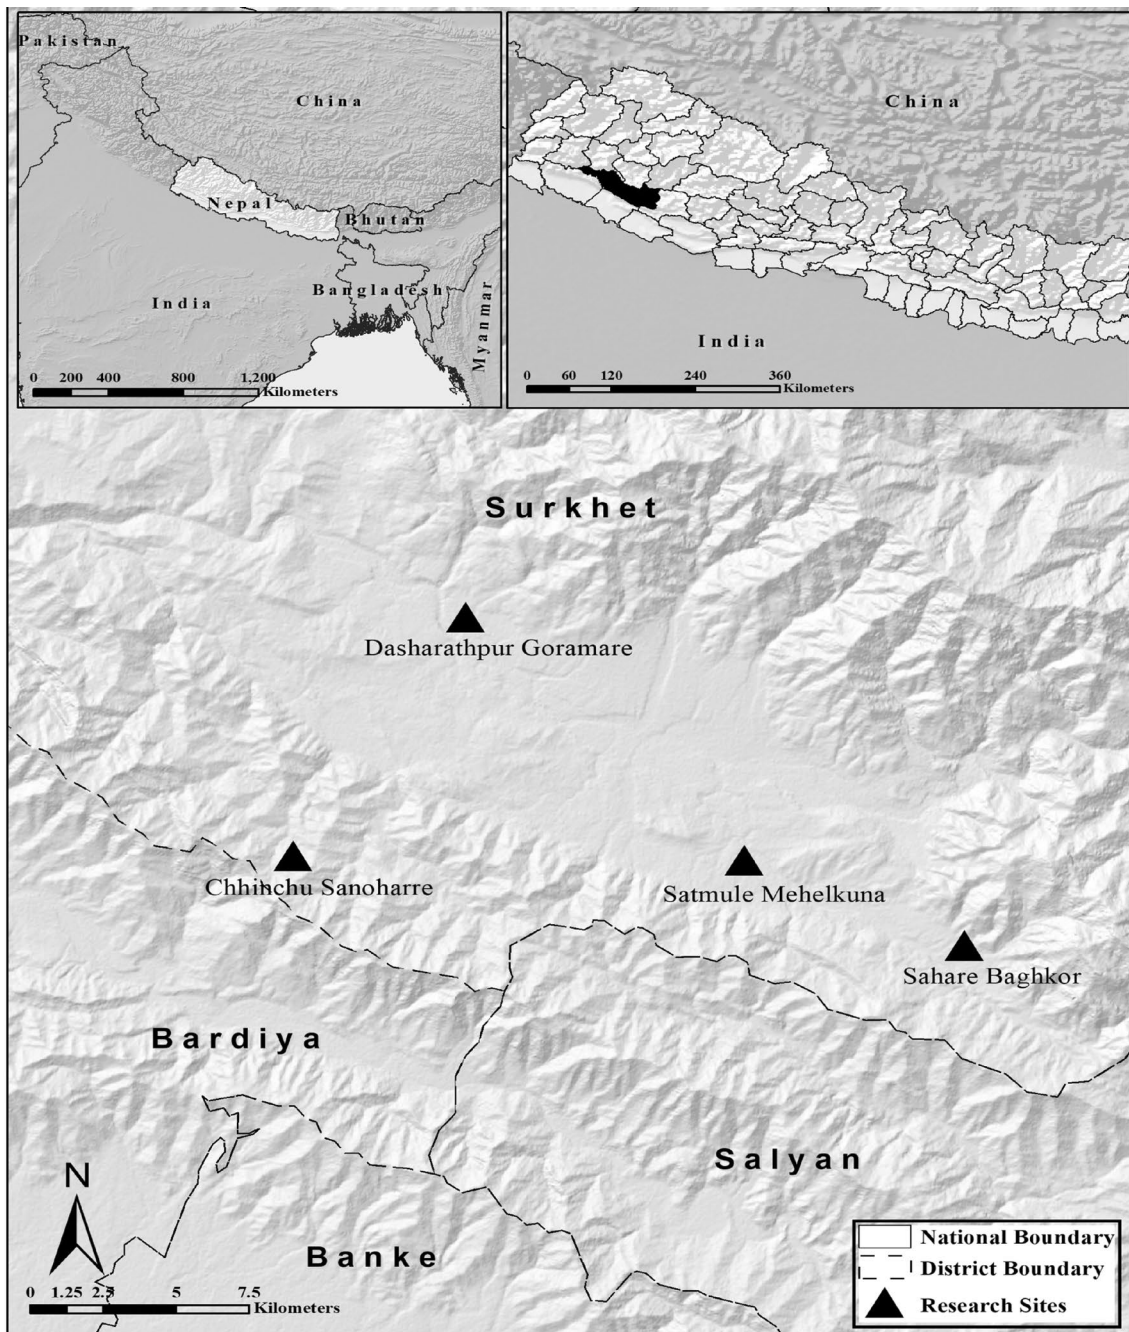 Pakistan
China
Nepal
Bhutan
India
Bangladesh
Myanmar
0 200 400 800 1,200
Kilometers
China
India
0 60 120 240 360
Kilometers
Surkhet
Dasharathpur Goramare
Chhinchu Sanoharre
Satmule Mehelkuna
Sahare Baghkor
Bardiya
Salyan
Banke
N
0 1.25 2.5 5 7.5
Kilometers
National Boundary
District Boundary
Research Sites